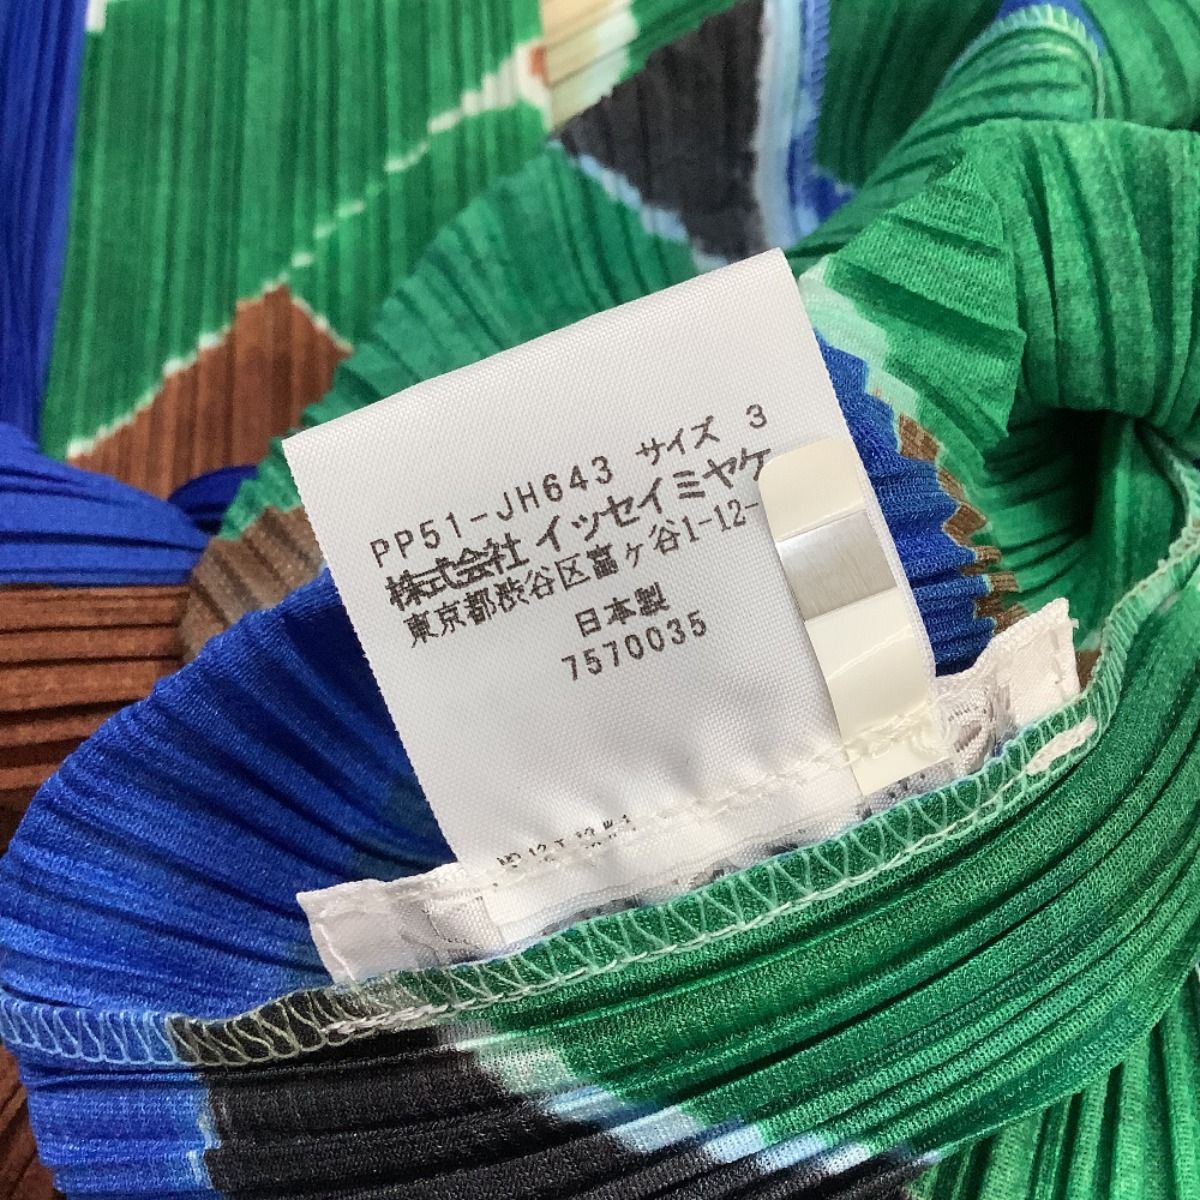 PP51-JH643 サイズ 3
株式会社 イッセイミヤケ
東京都渋谷区富ヶ谷1-12-
日本製
7570035